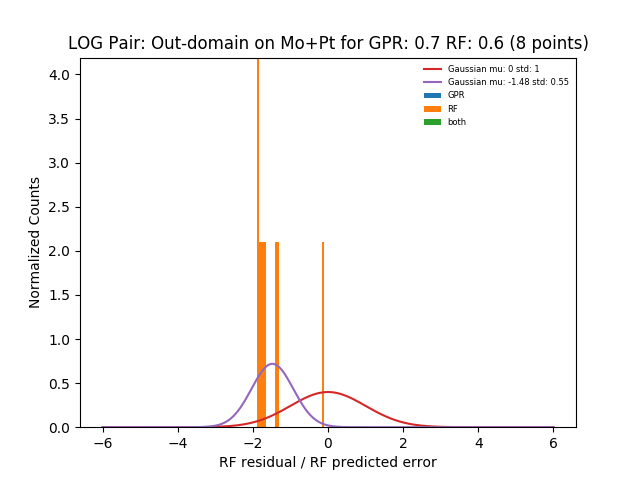 LOG Pair: Out-domain on Mo+Pt for GPR: 0.7 RF: 0.6 (8 points)
Gaussian mu: 0 std: 1
Gaussian mu: -1.48 std: 0.55
GPR
RF
both
Normalized Counts
4.0
3.5
3.0
2.5
2.0
1.5
1.0
0.5
0.0
−6 −4 −2 0 2 4 6
RF residual / RF predicted error